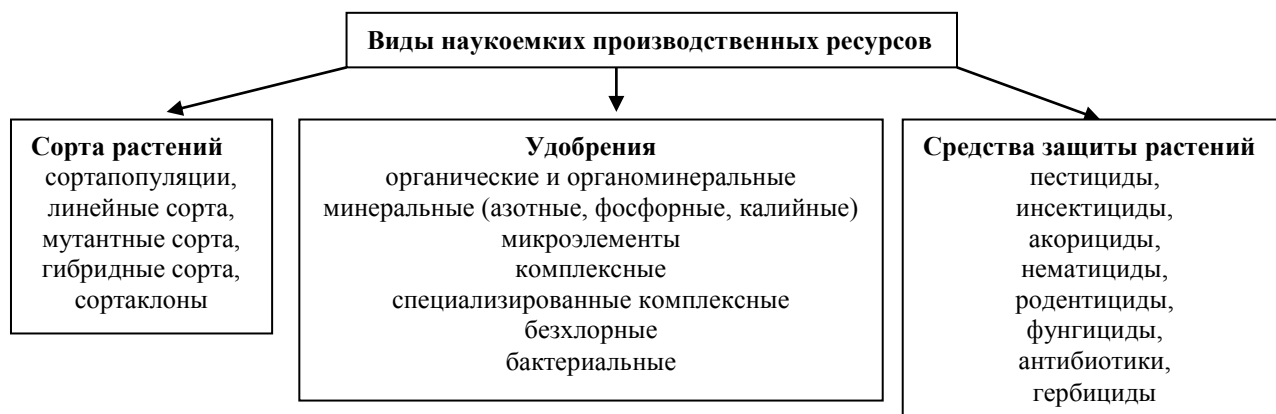 Виды наукоемких производственных ресурсов
Сорта растений
сортапопуляции,
линейные сорта,
мутантные сорта,
гибридные сорта,
сортаклоны
Удобрения
органические и органоминеральные
минеральные (азотные, фосфорные, калийные)
микроэлементы
комплексные
специализированные комплексные
безхлорные
бактериальные
Средства защиты растений
пестициды,
инсектициды,
акорициды,
нематициды,
родентициды,
фунгициды,
антибиотики,
гербициды